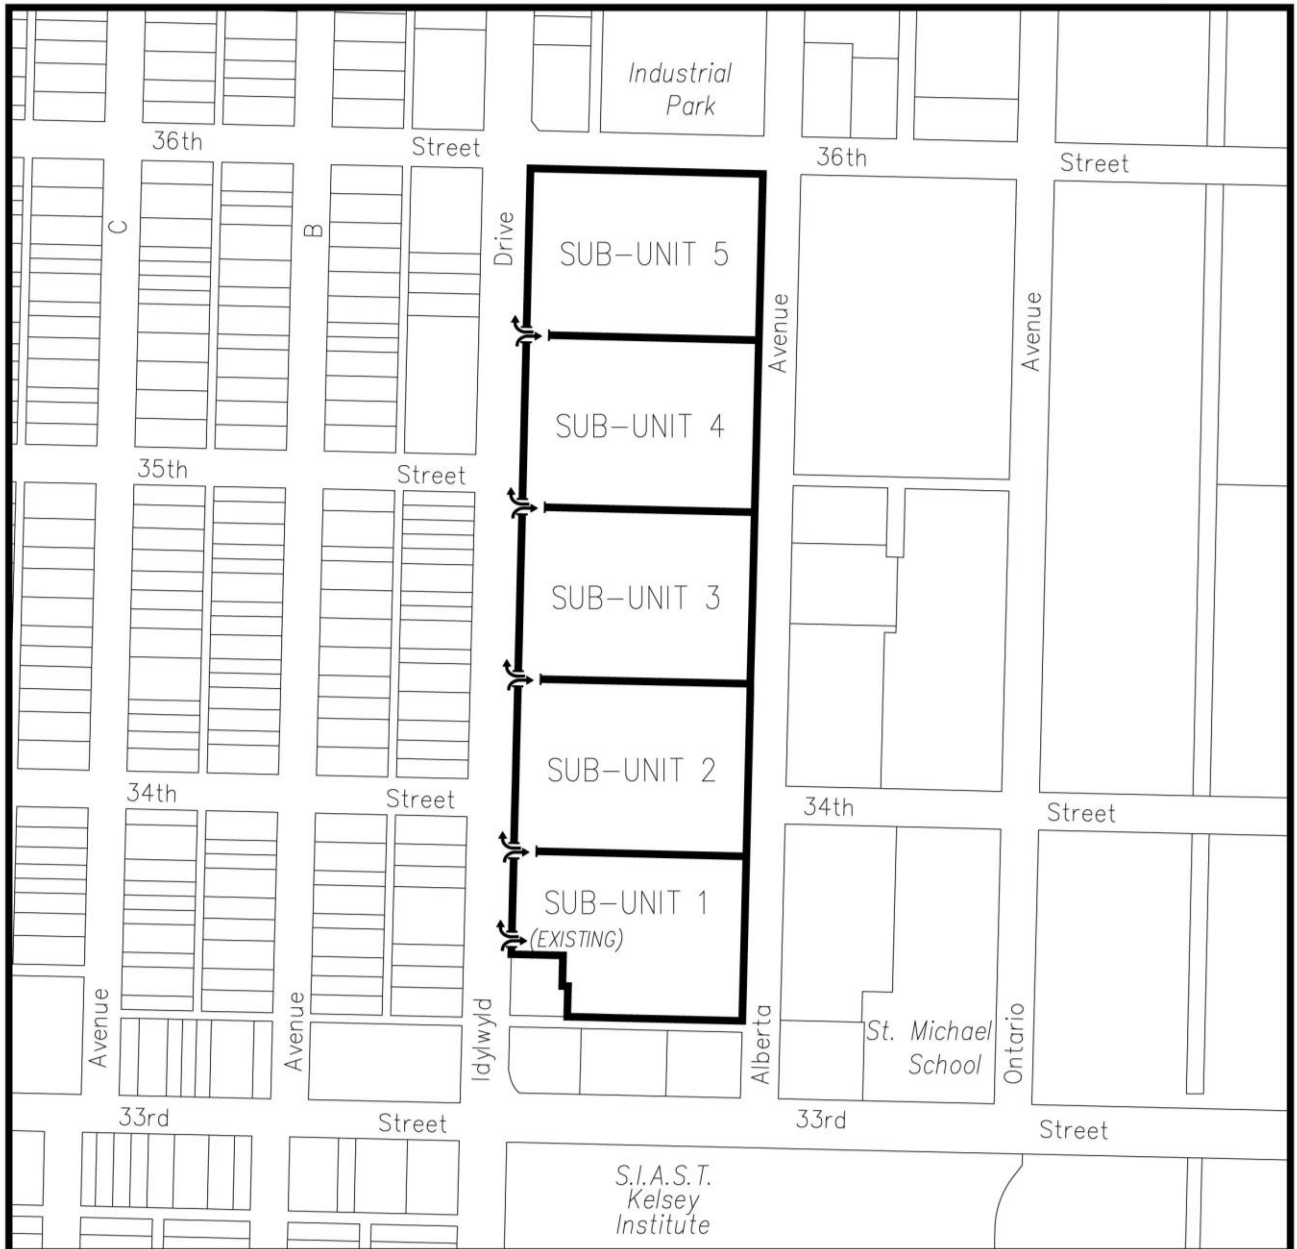 Industrial
Park
36th
Street
36th
Street
C
B
Drive
SUB-UNIT 5
Avenue
Avenue
SUB-UNIT 4
35th
Street
SUB-UNIT 3
SUB-UNIT 2
34th
Street
34th
Street
SUB-UNIT 1
(EXISTING)
Avenue
Avenue
Idylwyld
Alberta
St. Michael
School
Ontario
33rd
Street
33rd
Street
S.I.A.S.T.
Kelsey
Institute